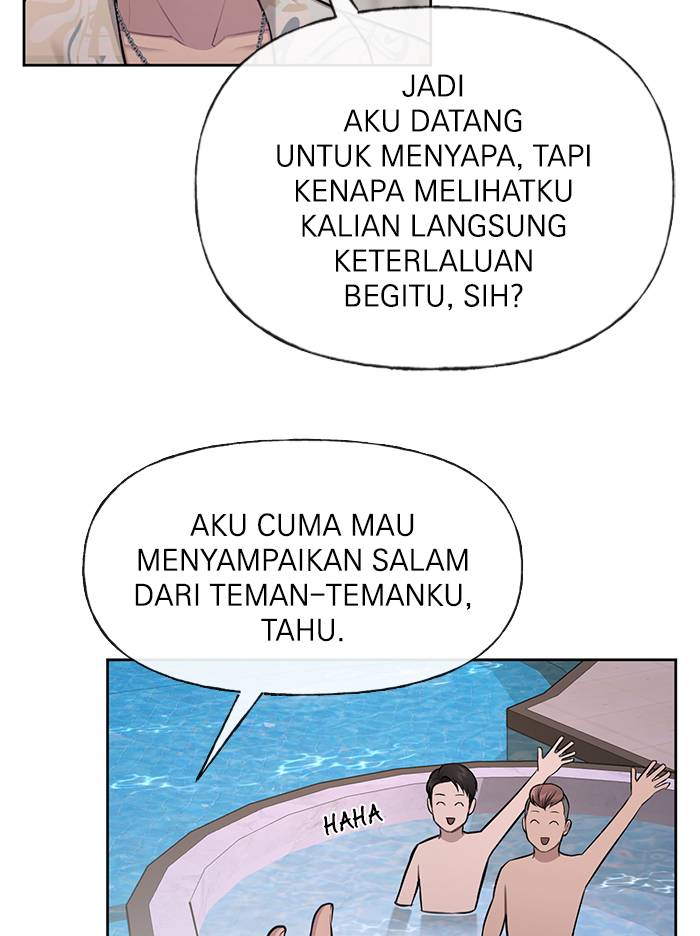 JADI
AKU DATANG
UNTUK MENYAPA, TAPI
KENAPA MELIHATKU
KALIAN LANGSUNG
KETERLALUAN
BEGITU, SIH?
AKU CUMA MAU
MENYAMPAIKAN SALAM
DARI TEMAN-TEMANKU,
TAHU.
HAHA